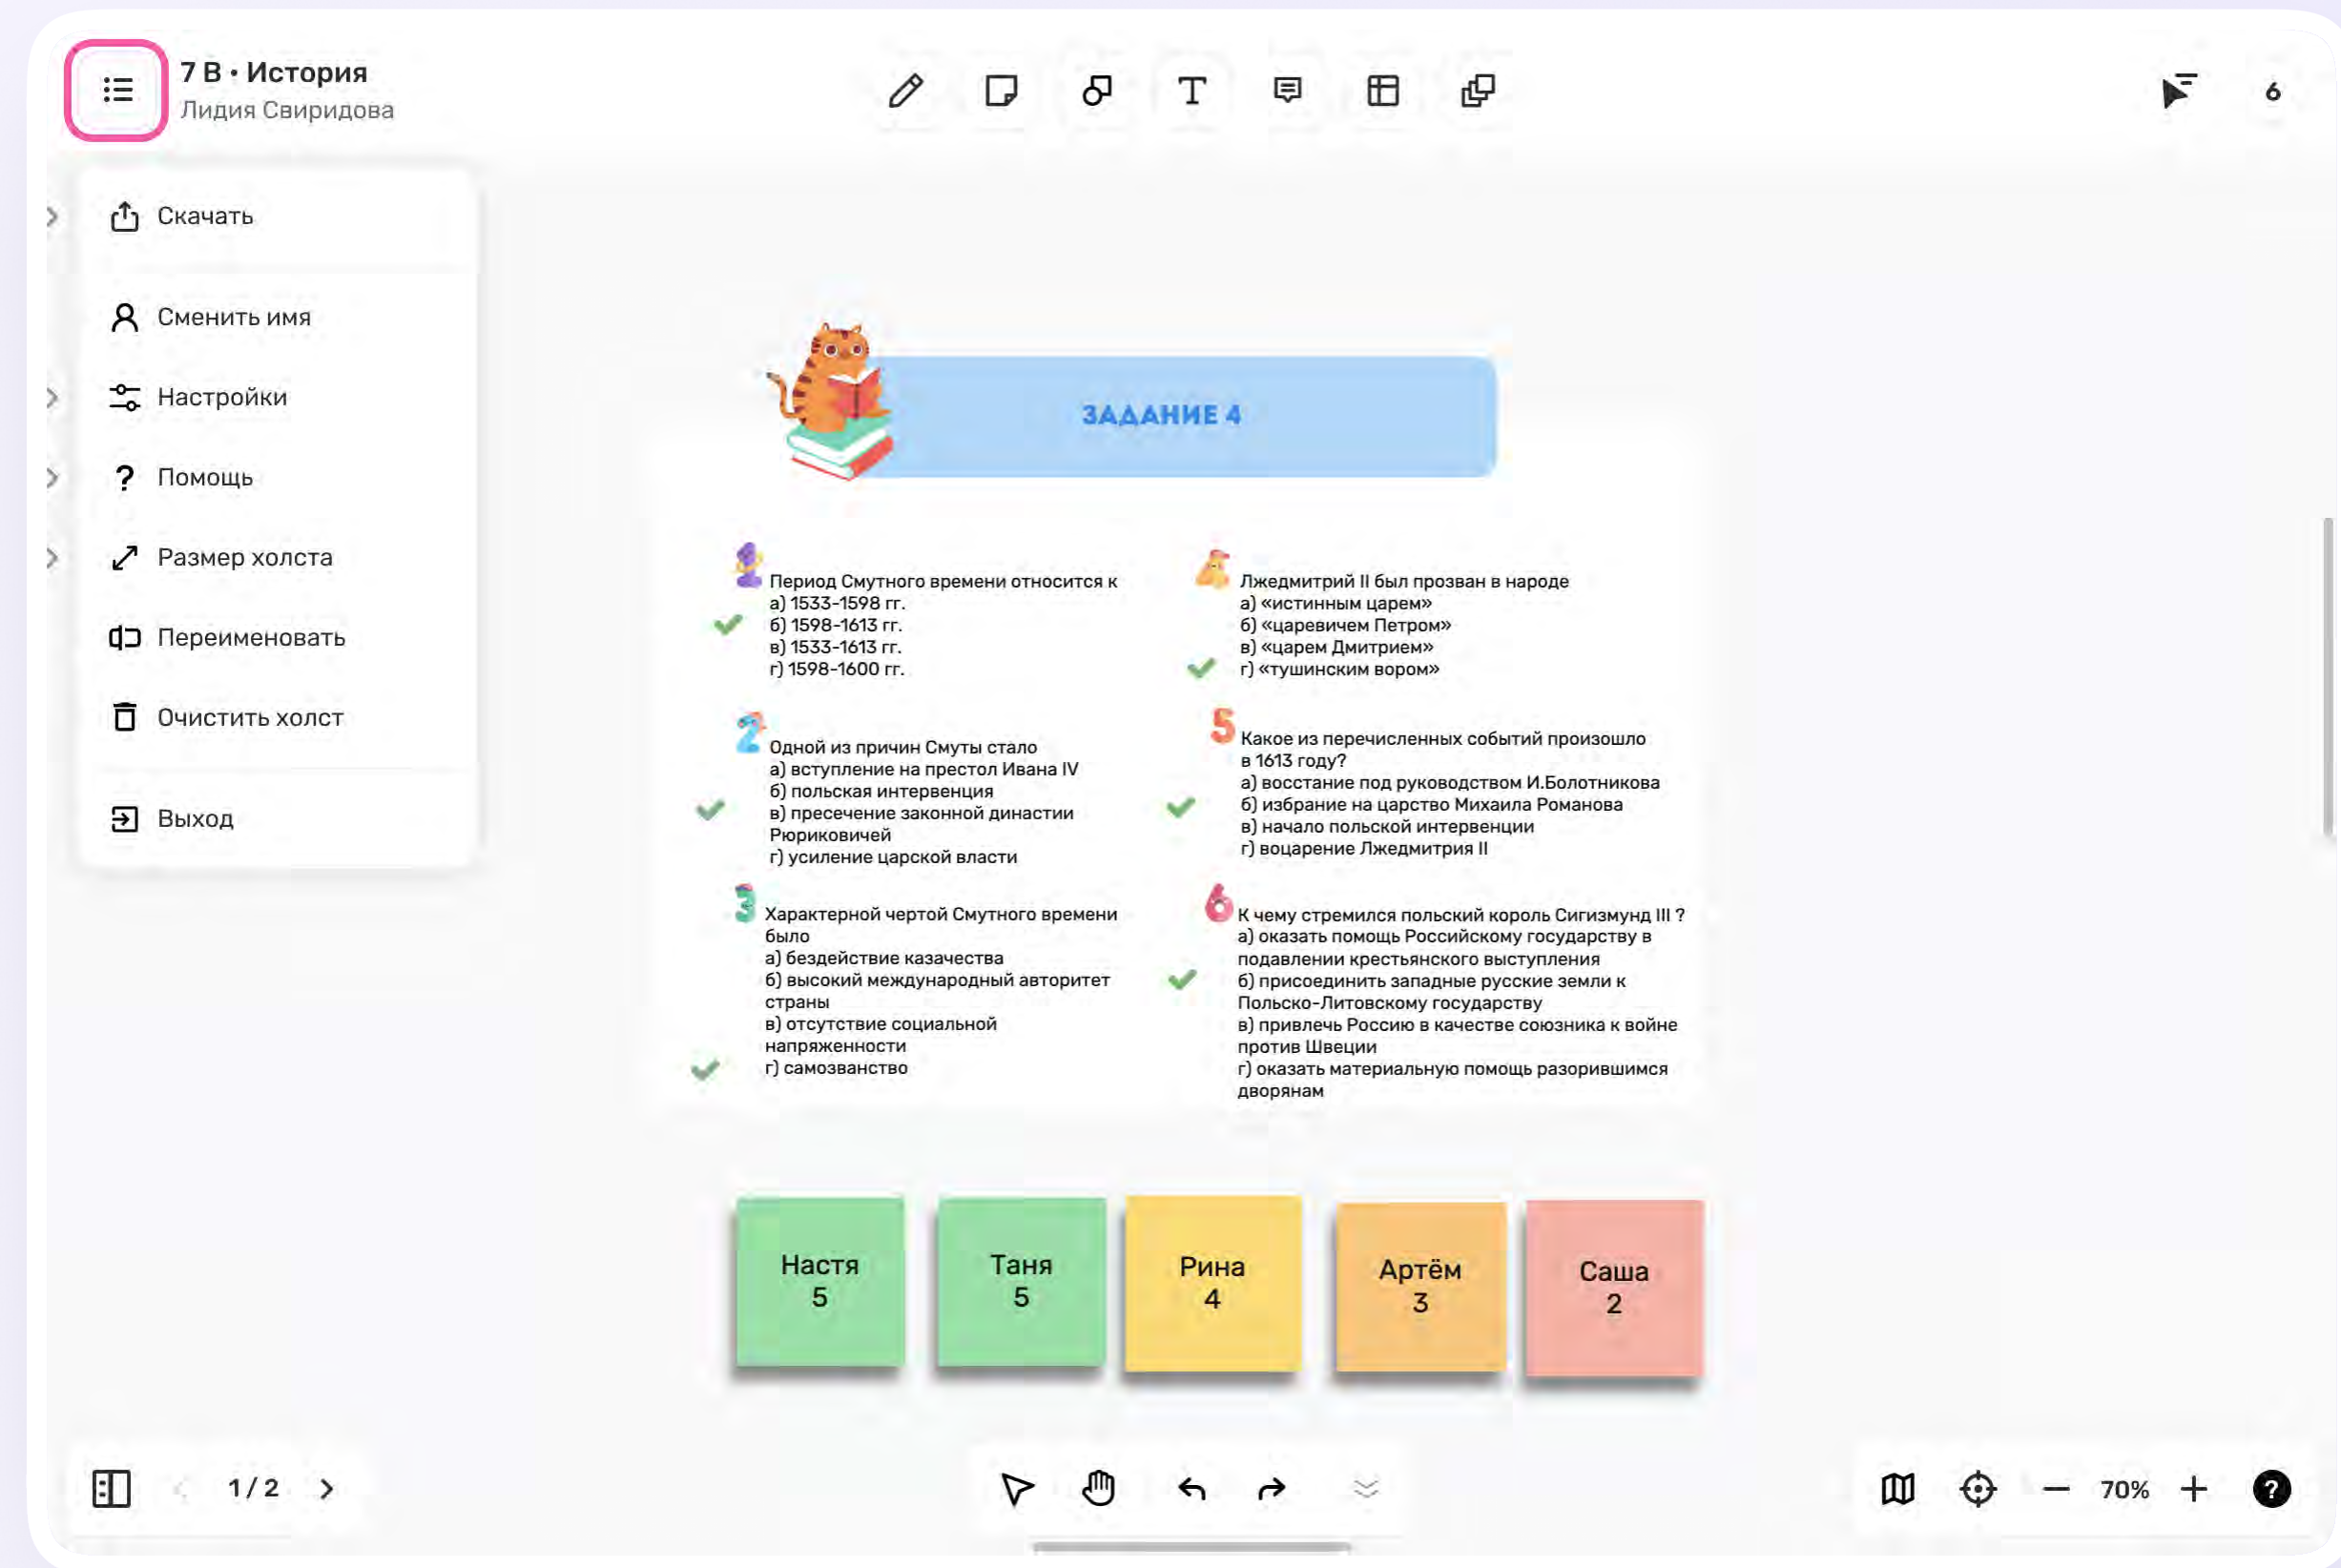 7 В • История
Лидия Свиридова
6
Скачать
Сменить имя
Настройки
? Помощь
Размер холста
Переименовать
Очистить холст
Выход
ЗАДАНИЕ 4
1
Период Смутного времени относится к
а) 1533-1598 гг.
б) 1598-1613 гг.
в) 1533-1613 гг.
г) 1598-1600 гг.
2
Одной из причин Смуты стало
а) вступление на престол Ивана IV
б) польская интервенция
в) пресечение законной династии
Рюриковичей
г) усиление царской власти
3
Характерной чертой Смутного времени
было
а) бездействие казачества
б) высокий международный авторитет
страны
в) отсутствие социальной
напряженности
г) самозванство
4
Лжедмитрий II был прозван в народе
а) «истинным царем»
б) «царевичем Петром»
в) «царем Дмитрием»
г) «тушинским вором»
5
Какое из перечисленных событий произошло
в 1613 году?
а) восстание под руководством И.Болотникова
б) избрание на царство Михаила Романова
в) начало польской интервенции
г) воцарение Лжедмитрия II
6
К чему стремился польский король Сигизмунд III ?
а) оказать помощь Российскому государству в
подавлении крестьянского выступления
б) присоединить западные русские земли к
Польско-Литовскому государству
в) привлечь Россию в качестве союзника к войне
против Швеции
г) оказать материальную помощь разорившимся
дворянам
Настя
5
Таня
5
Рина
4
Артём
3
Саша
2
1 / 2
70%
?